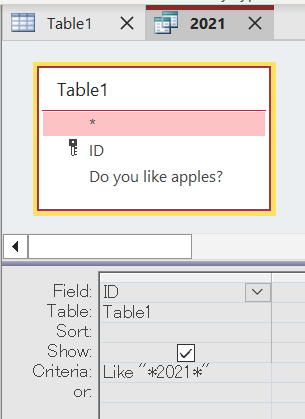 Table1
2021
Table1
*
ID
Do you like apples?
Field: ID
Table: Table1
Sort:
Show:
Criteria: Like "*2021*"
or: